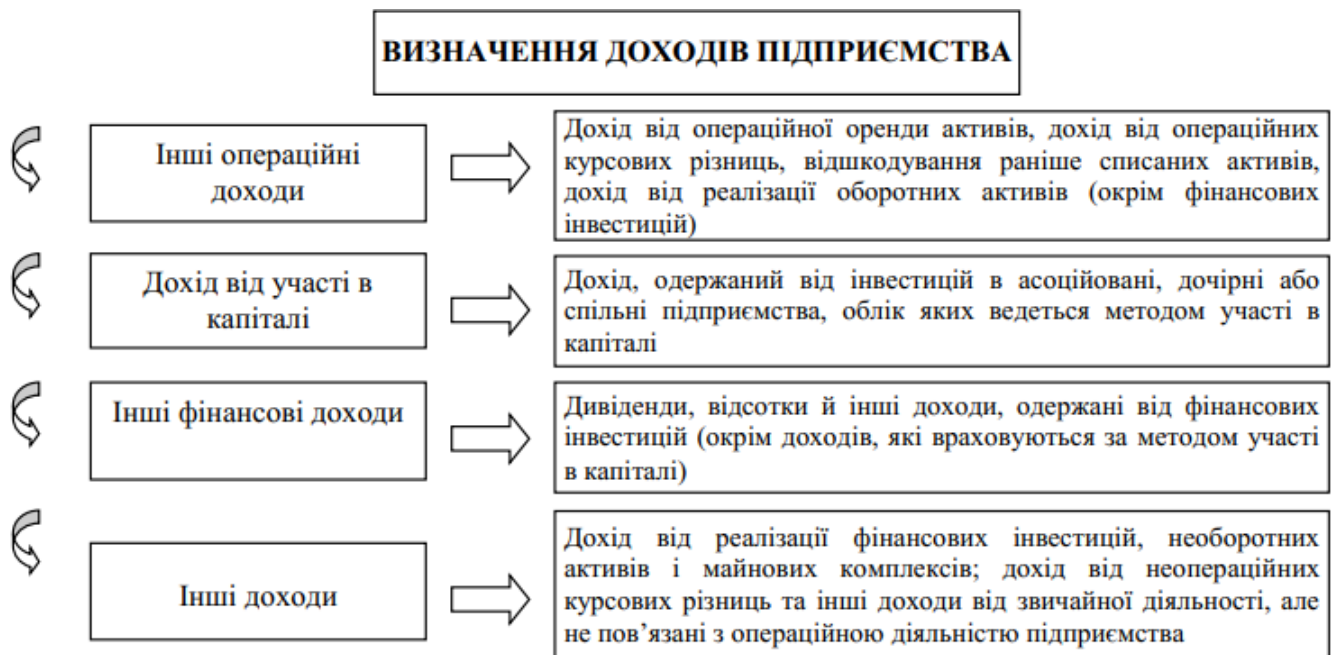 ВИЗНАЧЕННЯ ДОХОДІВ ПІДПРИЄМСТВА
Інші операційні
доходи
Дохід від операційної оренди активів, дохід від операційних
курсових різниць, відшкодування раніше списаних активів,
дохід від реалізації оборотних активів (окрім фінансових
інвестицій)
Дохід від участі в
капіталі
Дохід, одержаний від інвестицій в асоційовані, дочірні або
спільні підприємства, облік яких ведеться методом участі в
капіталі
Інші фінансові доходи
Дивіденди, відсотки й інші доходи, одержані від фінансових
інвестицій (окрім доходів, які враховуються за методом участі
в капіталі)
Інші доходи
Дохід від реалізації фінансових інвестицій, необоротних
активів і майнових комплексів; дохід від неопераційних
курсових різниць та інші доходи від звичайної діяльності, але
не пов’язані з операційною діяльністю підприємства